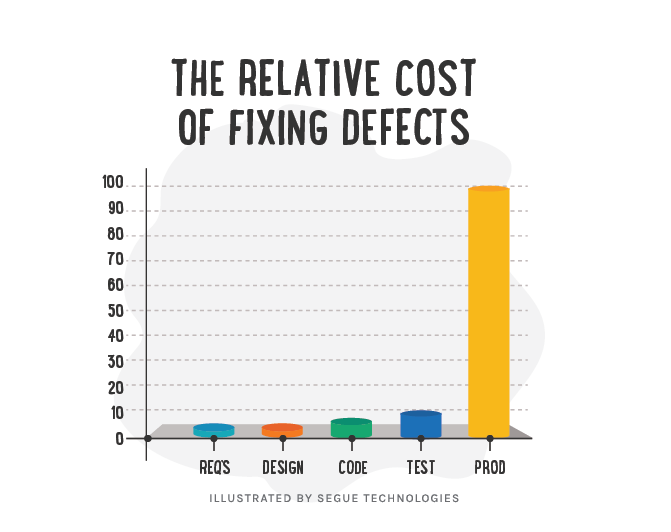 THE RELATIVE COST
OF FIXING DEFECTS
100
90
80
70
60
50
40
30
20
10
0
REQ'S DESIGN CODE TEST PROD
ILLUSTRATED BY SEGUE TECHNOLOGIES